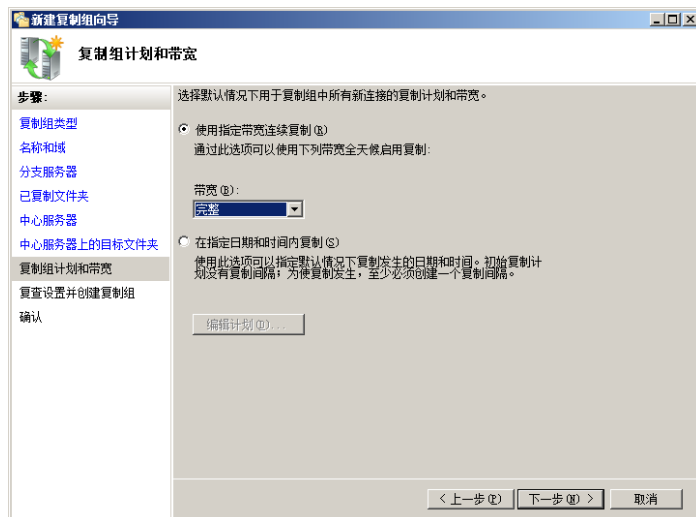 新建复制组向导
复制组计划和带宽
步骤:
复制组类型
名称和域
分支服务器
已复制文件夹
中心服务器
中心服务器上的目标文件夹
复制组计划和带宽
复查设置并创建复制组
确认
选择默认情况下用于复制组中所有新连接的复制计划和带宽。
使用指定带宽连续复制(R)
通过此选项可以使用下列带宽全天候启用复制:
带宽(B):
完整
在指定日期和时间内复制(S)
使用此选项可以指定默认情况下复制发生的日期和时间。初始复制计
划没有复制间隔; 为使复制发生，至少必须创建一个复制间隔。
编辑计划(D)...
< 上一步(P)
下一步(N) >
取消